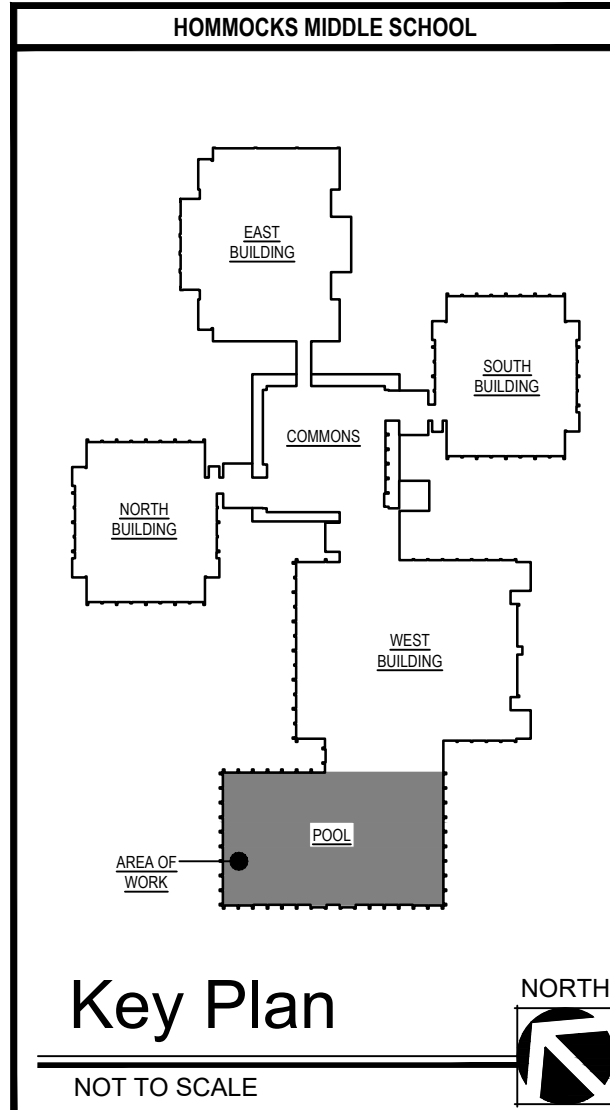 HOMMOCKS MIDDLE SCHOOL
EAST
BUILDING
SOUTH
BUILDING
COMMONS
NORTH
BUILDING
WEST
BUILDING
POOL
AREA OF
WORK
Key Plan
NORTH
NOT TO SCALE